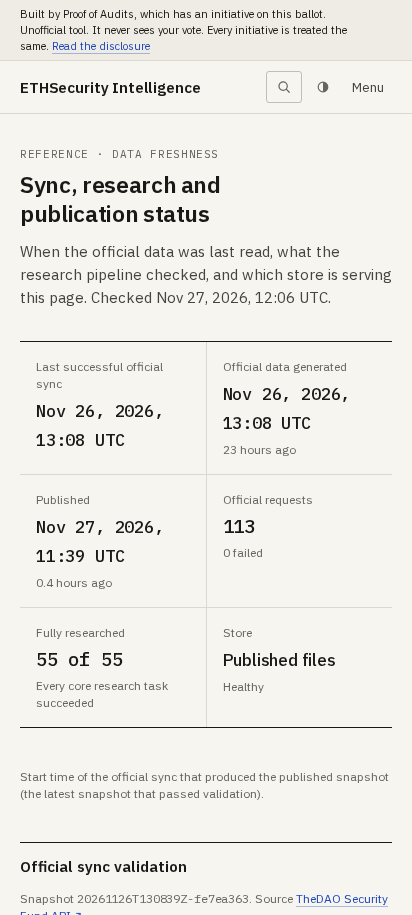 Built by Proof of Audits, which has an initiative on this ballot.
Unofficial tool. It never sees your vote. Every initiative is treated the
same. Read the disclosure
ETHSecurity Intelligence
Menu
REFERENCE · DATA FRESHNESS
Sync, research and
publication status
When the official data was last read, what the
research pipeline checked, and which store is serving
this page. Checked Nov 27, 2026, 12:06 UTC.
Last successful official
sync
Nov 26, 2026,
13:08 UTC
Official data generated
Nov 26, 2026,
13:08 UTC
23 hours ago
Published
Nov 27, 2026,
11:39 UTC
0.4 hours ago
Official requests
113
0 failed
Fully researched
55 of 55
Every core research task
succeeded
Store
Published files
Healthy
Start time of the official sync that produced the published snapshot
(the latest snapshot that passed validation).
Official sync validation
Snapshot 20261126T130839Z-fe7ea363. Source TheDAO Security
Fund API ↗